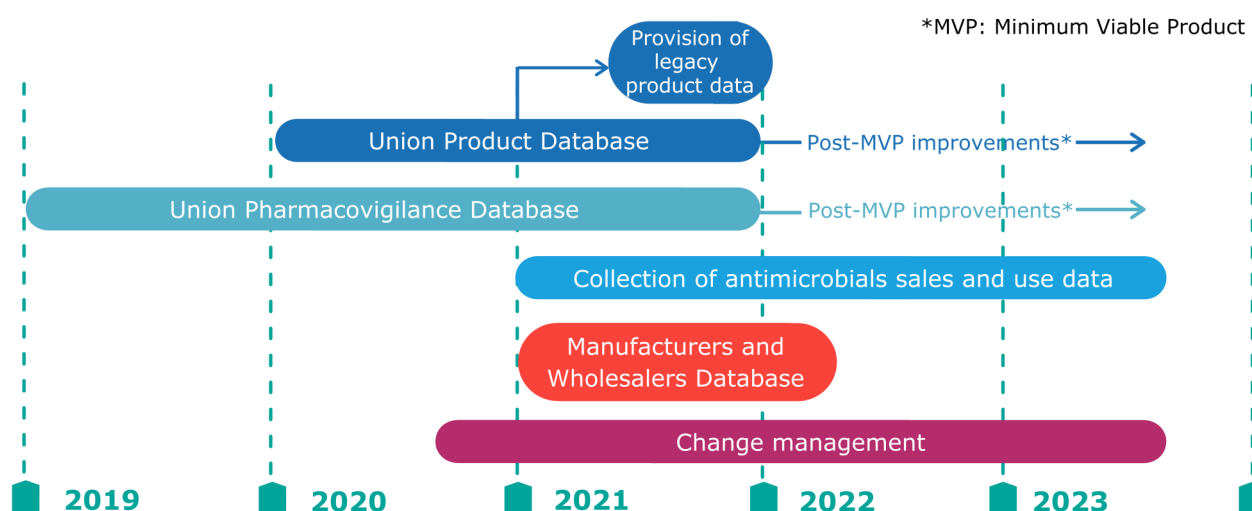 *MVP: Minimum Viable Product
Provision of
legacy
product data
Union Product Database
Post-MVP improvements*
Union Pharmacovigilance Database
Post-MVP improvements*
Collection of antimicrobials sales and use data
Manufacturers and
Wholesalers Database
Change management
2019
2020
2021
2022
2023